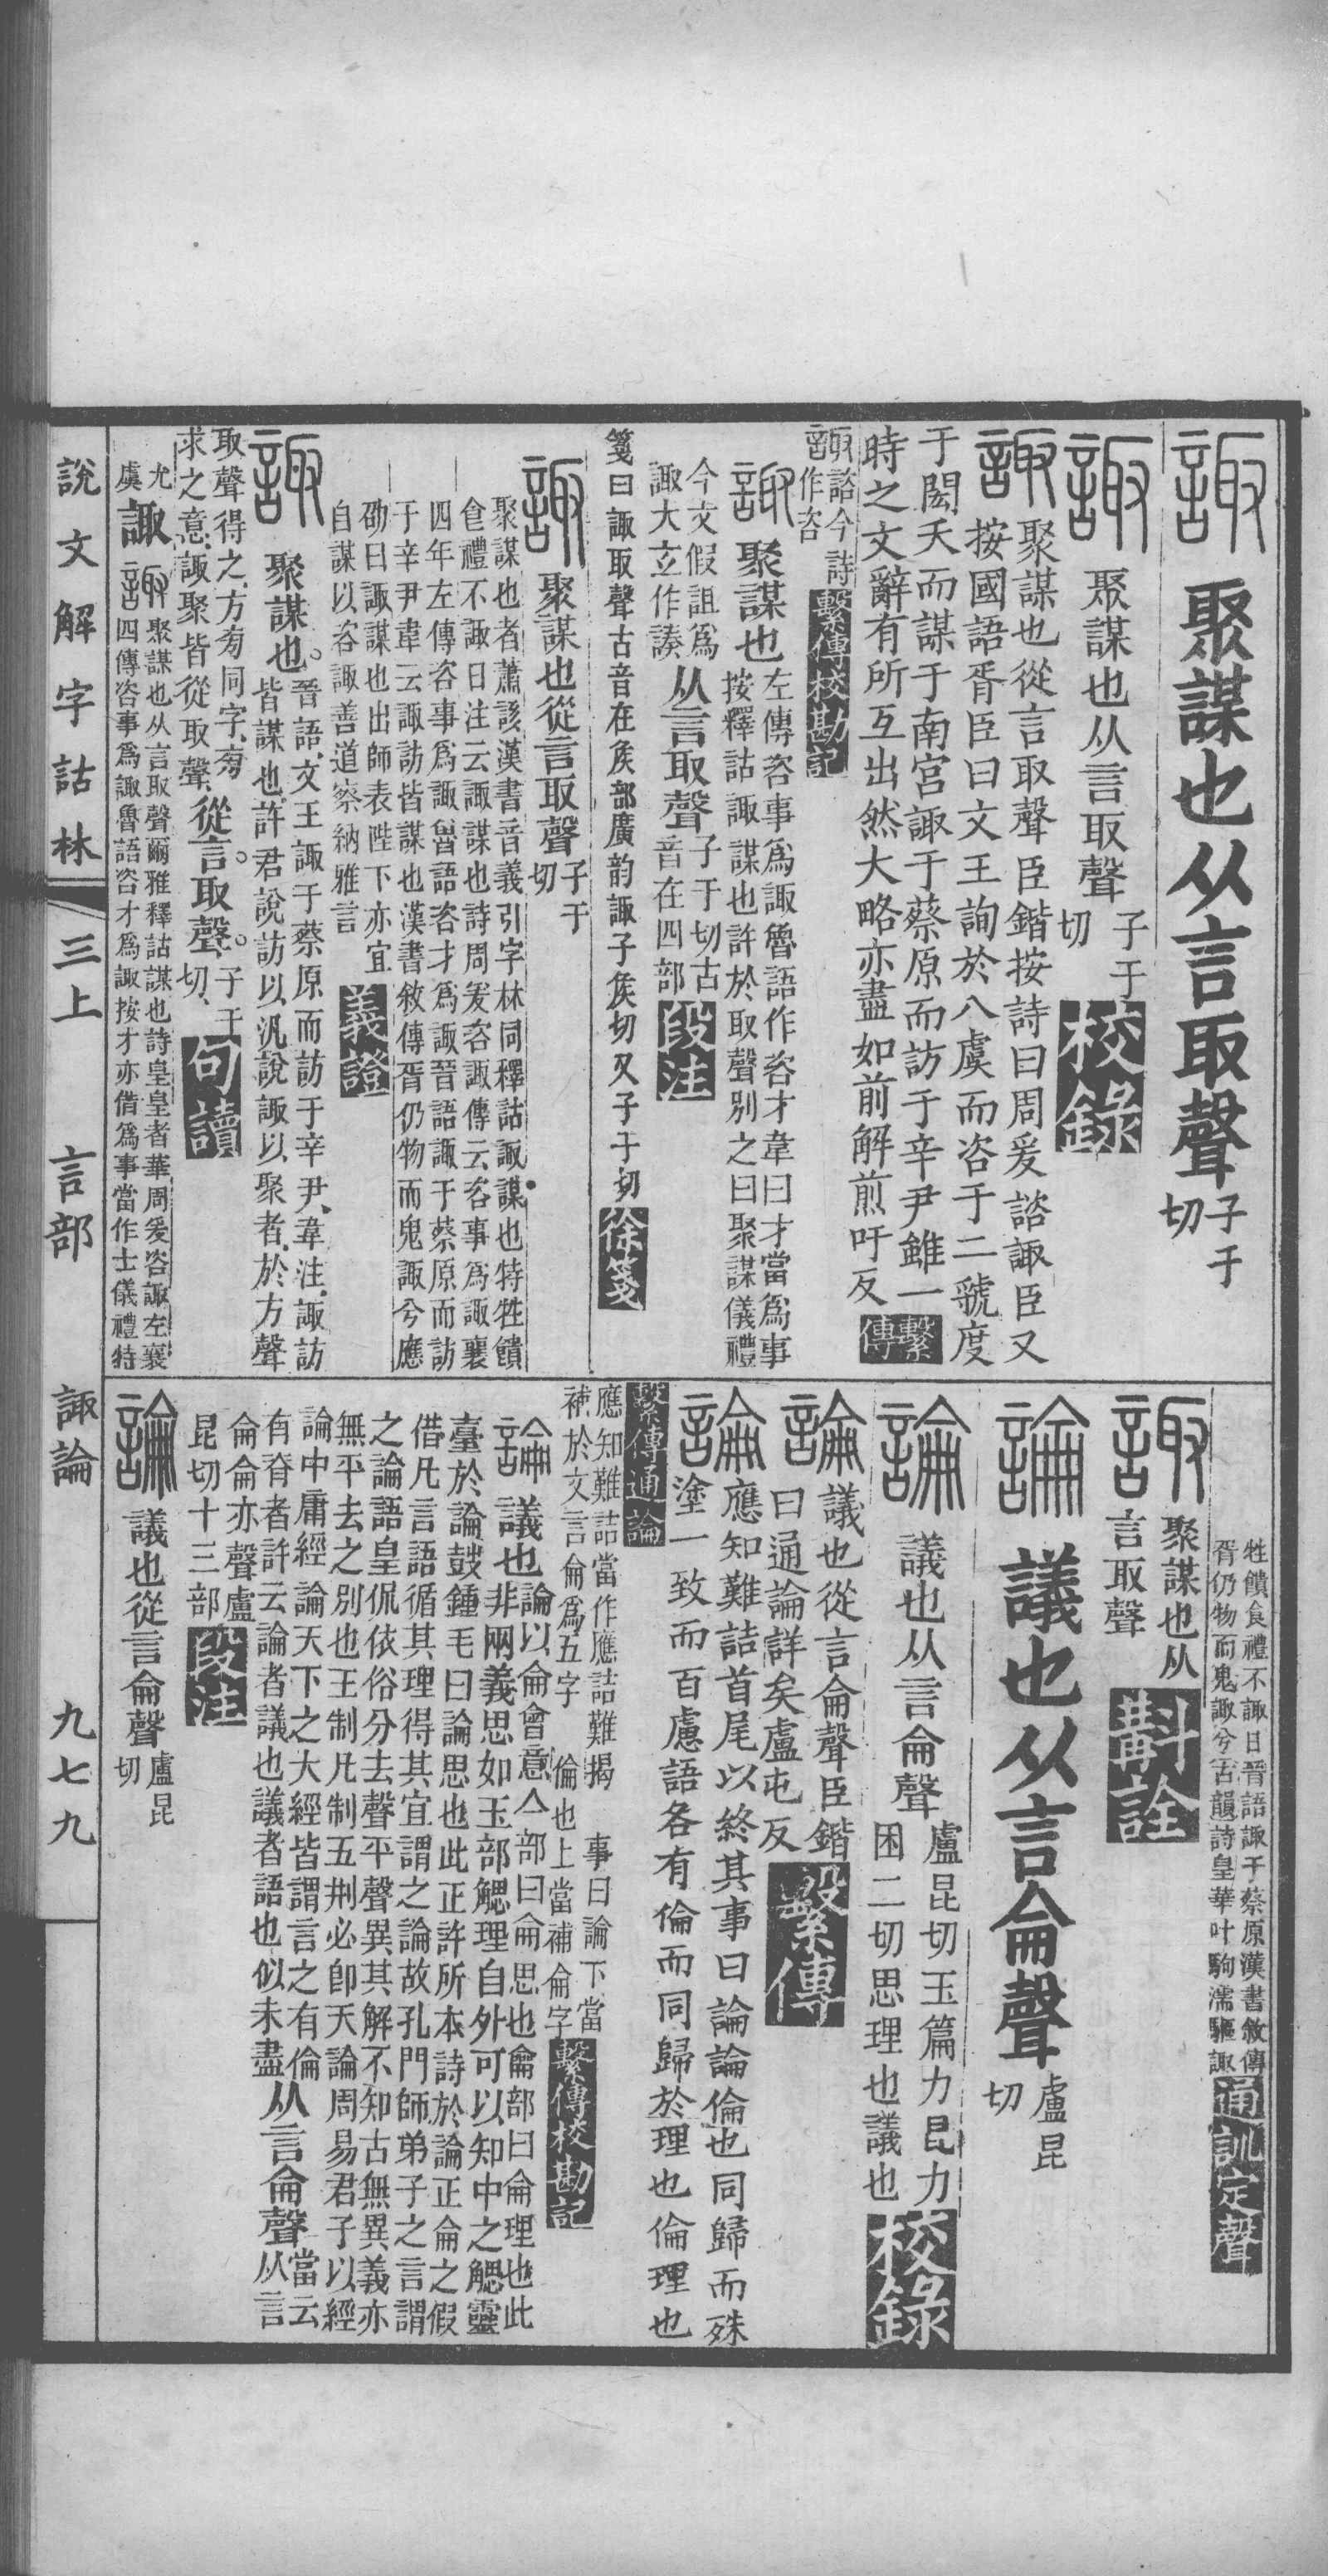 諏　聚謀也从言取聲子于切
諏　聚謀也从言取聲子于切校錄
諏　聚謀也從言取聲臣鍇按詩曰周爰諮諏臣又
按國語胥臣曰文王詢於八虞而咨于二虢度
于閎夭而謀于南宮諏于蔡原而訪于辛尹雖一
時之文辭有所互出然大略亦盡如前解煎吁反繫傳
諏諮今詩作咨繫傳校勘記
諏　聚謀也左傳咨事爲諏魯語作咨才韋曰才當爲事
按釋詁諏謀也許於取聲別之曰聚謀儀禮
今文假詛爲諏大玄作諑从言取聲子于切古音在四部段注
箋曰諏取聲古音在矦部廣韵諏子矦切又子于切徐箋
諏　聚謀也從言取聲子于切
聚謀也者蕭該漢書音義引字林同釋詁諏謀也特牲饋
食禮不諏日注云諏謀也詩周爰咨諏傳云咨事爲諏襄
四年左傳咨事爲諏魯語咨才爲諏晉語諏于蔡原而訪
于辛尹韋云諏訪皆謀也漢書敘傳胥仍物而鬼諏兮應
劭曰諏謀也出師表陛下亦宜
自謀以咨諏善道察納雅言義證
諏　聚謀也。晉語、文王諏于蔡原而訪于辛尹、韋注、諏訪
皆謀也、許君說訪以汎說諏以聚者、於方聲
取聲得之、方㫄同字、㫄
求之意、諏聚皆從取聲、從言。取聲。子于切、句讀
尤虞諏　諏聚謀也从言取聲爾雅釋詁謀也詩皇皇者華周爰咨諏左襄
四傳咨事爲諏魯語咨才爲諏按才亦借爲事當作士儀禮特
牲饋食禮不諏日晉語諏于蔡原漢書敘傳
胥仍物而鬼諏兮古韻詩皇華叶駒濡驅諏通訓定聲
諏　聚謀也从言取聲斠詮
論　議也从言侖聲盧昆切
論　議也从言侖聲盧昆切玉篇力昆力
困二切思理也議也校錄
論　議也從言侖聲臣鍇
曰通論詳矣盧屯反繫傳
論　應知難詰首尾以終其事曰論論倫也同歸而殊
塗一致而百慮語各有倫而同歸於理也倫理也
繫傳通論
應知難詰當作應詰難揭　事曰論下當
補於文言侖爲五字　倫也上當補侖字繫傳校勘記
論　議也論以侖會意亼部曰侖思也龠部曰侖理也此
非兩義思如玉部䚡理自外可以知中之䚡靈
臺於論鼓鍾毛曰論思也此正許所本詩於論正侖之假
借凡言語循其理得其宜謂之論故孔門師弟子之言謂
之論語皇侃依俗分去聲平聲異其解不知古無異義亦
無平去之別也王制凡制五刑必卽天論周易君子以經
論中庸經論天下之大經皆謂言之有倫
有脊者許云論者議也議者語也似未盡从言侖聲當云从言
侖侖亦聲盧
昆切十三部段注
論　議也從言侖聲盧昆切
說文解字詁林　三上　言部　諏論　九七九